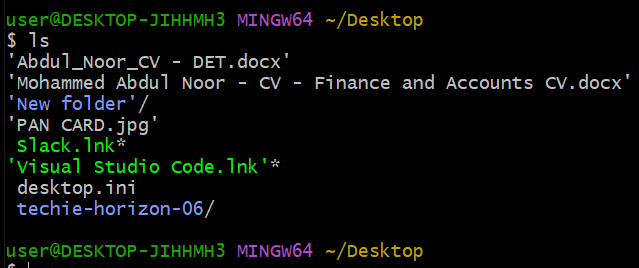 user@DESKTOP-JIHHMH3 MINGW64 ~/Desktop
$ ls
'Abdul_Noor_CV - DET.docx'
'Mohammed Abdul Noor - CV - Finance and Accounts CV.docx'
'New folder'/
'PAN CARD.jpg'
Slack.lnk*
'Visual Studio Code.lnk'*
desktop.ini
techie-horizon-06/
user@DESKTOP-JIHHMH3 MINGW64 ~/Desktop
$